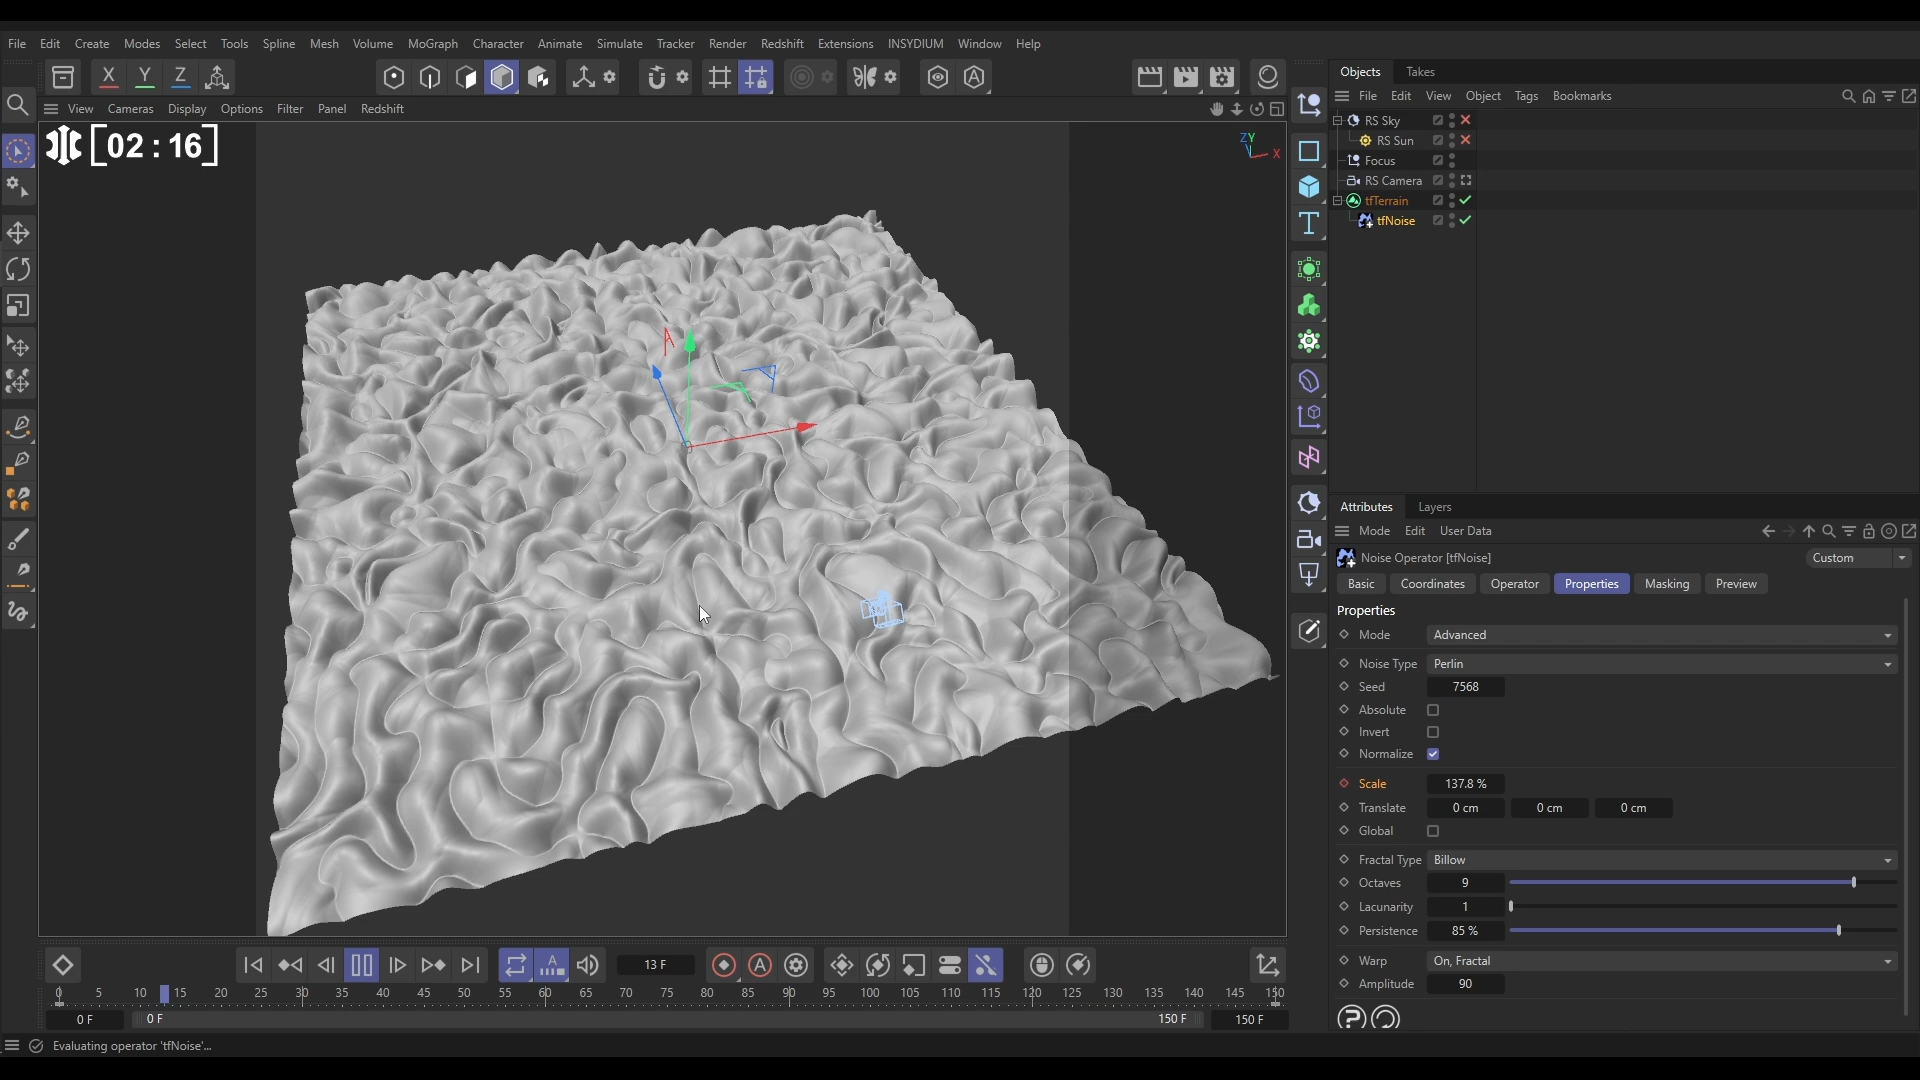 File Edit Create Modes Select Tools Spline Mesh Volume MoGraph Character Animate Simulate Tracker Render Redshift Extensions INSYDIUM Window Help
X Y Z
View Cameras Display Options Filter Panel Redshift
[02:16]
ZY
X
Objects Takes
File Edit View Object Tags Bookmarks
RS Sky
RS Sun
Focus
RS Camera
tfTerrain
tfNoise
Attributes Layers
Mode Edit User Data
Noise Operator [tfNoise] Custom
Basic Coordinates Operator Properties Masking Preview
Properties
Mode Advanced
Noise Type Perlin
Seed 7568
Absolute
Invert
Normalize
Scale 137.8 %
Translate 0 cm 0 cm 0 cm
Global
Fractal Type Billow
Octaves 9
Lacunarity 1
Persistence 85 %
Warp On, Fractal
Amplitude 90
13 F
0 5 10 15 20 25 30 35 40 45 50 55 60 65 70 75 80 85 90 95 100 105 110 115 120 125 130 135 140 145 150
0 F 0 F 150 F 150 F
Evaluating operator 'tfNoise'...